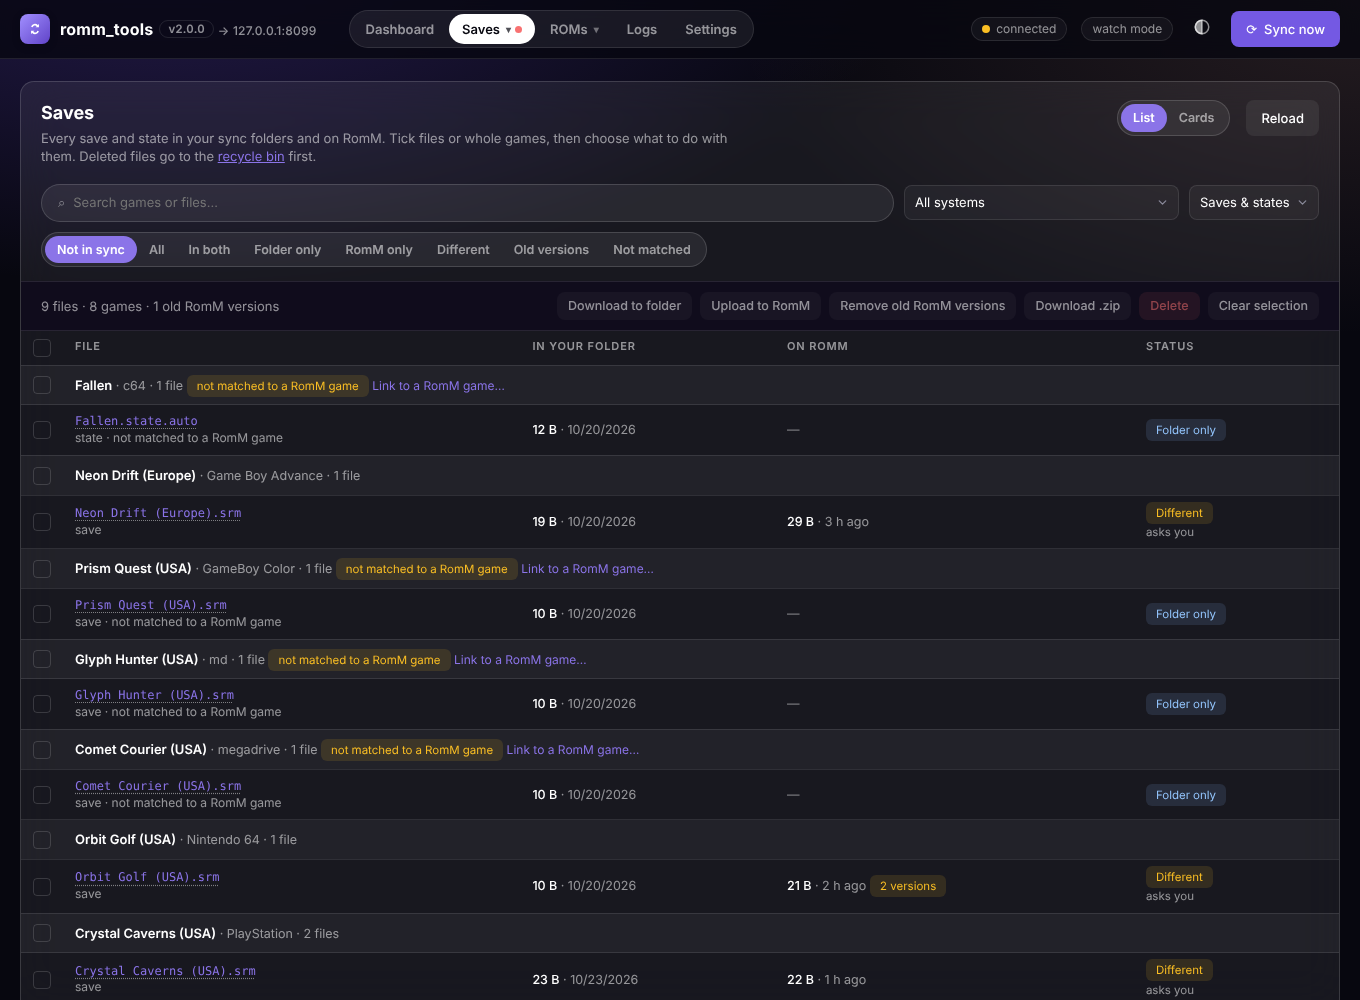 romm_tools v2.0.0 → 127.0.0.1:8099 Dashboard Saves ▾ ROMs ▾ Logs Settings connected watch mode Sync now
Saves
List Cards Reload
Every save and state in your sync folders and on RomM. Tick files or whole games, then choose what to do with
them. Deleted files go to the recycle bin first.
Search games or files... All systems Saves & states
Not in sync All In both Folder only RomM only Different Old versions Not matched
9 files · 8 games · 1 old RomM versions Download to folder Upload to RomM Remove old RomM versions Download .zip Delete Clear selection
FILE IN YOUR FOLDER ON ROMM STATUS
Fallen · c64 · 1 file not matched to a RomM game Link to a RomM game...
Fallen.state.auto 12 B · 10/20/2026 — Folder only
state · not matched to a RomM game
Neon Drift (Europe) · Game Boy Advance · 1 file
Neon Drift (Europe).srm 19 B · 10/20/2026 29 B · 3 h ago Different
save asks you
Prism Quest (USA) · GameBoy Color · 1 file not matched to a RomM game Link to a RomM game...
Prism Quest (USA).srm 10 B · 10/20/2026 — Folder only
save · not matched to a RomM game
Glyph Hunter (USA) · md · 1 file not matched to a RomM game Link to a RomM game...
Glyph Hunter (USA).srm 10 B · 10/20/2026 — Folder only
save · not matched to a RomM game
Comet Courier (USA) · megadrive · 1 file not matched to a RomM game Link to a RomM game...
Comet Courier (USA).srm 10 B · 10/20/2026 — Folder only
save · not matched to a RomM game
Orbit Golf (USA) · Nintendo 64 · 1 file
Orbit Golf (USA).srm 10 B · 10/20/2026 21 B · 2 h ago 2 versions Different
save asks you
Crystal Caverns (USA) · PlayStation · 2 files
Crystal Caverns (USA).srm 23 B · 10/23/2026 22 B · 1 h ago Different
save asks you